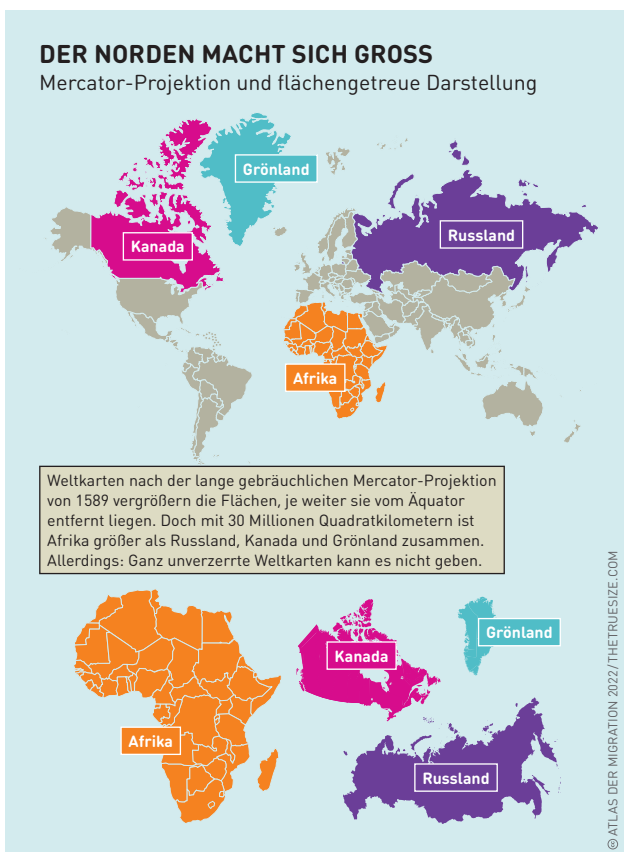 DER NORDEN MACHT SICH GROSS
Mercator-Projektion und flächengetreue Darstellung
Grönland
Kanada
Russland
Afrika
Weltkarten nach der lange gebräuchlichen Mercator-Projektion
von 1589 vergrößern die Flächen, je weiter sie vom Äquator
entfernt liegen. Doch mit 30 Millionen Quadratkilometern ist
Afrika größer als Russland, Kanada und Grönland zusammen.
Allerdings: Ganz unverzerrte Weltkarten kann es nicht geben.
Grönland
Kanada
Afrika
Russland
© ATLAS DER MIGRATION 2022/THETRUESIZE.COM